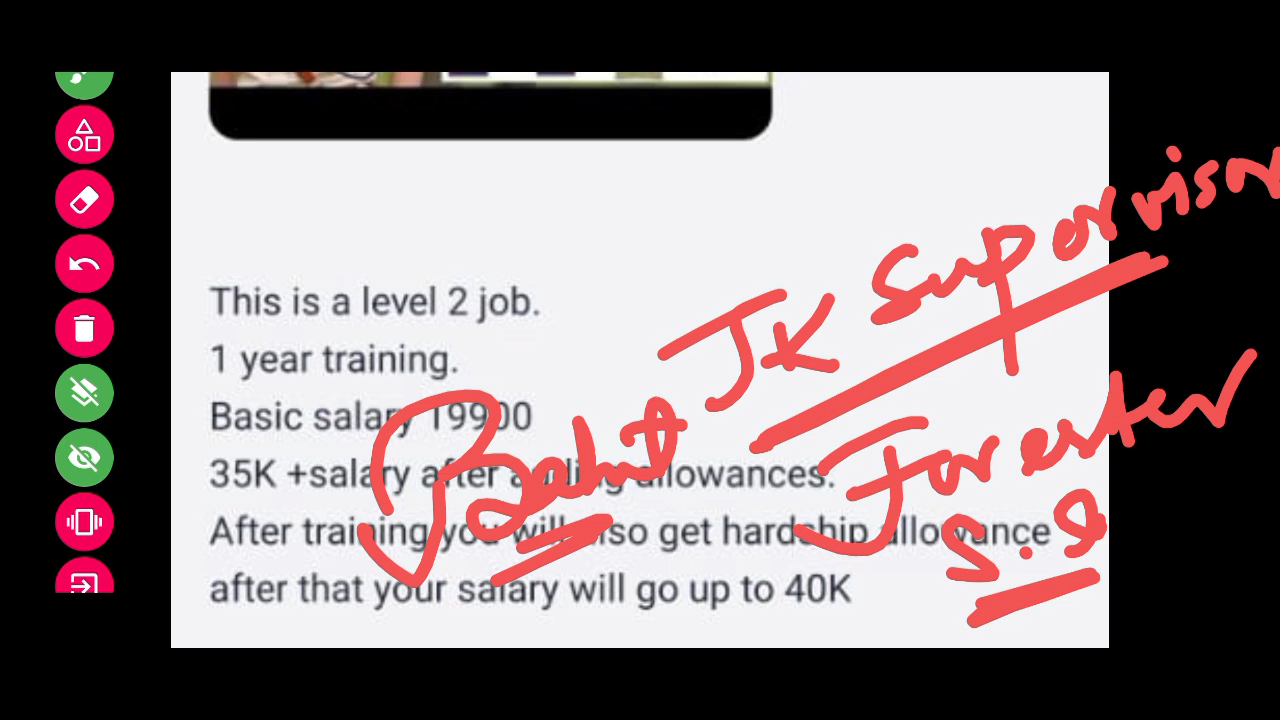 This is a level 2 job.
1 year training.
Basic salary 19900
35K +salary after adding allowances.
After training you will also get hardship allowance
after that your salary will go up to 40K
JK Supervisor
Forester